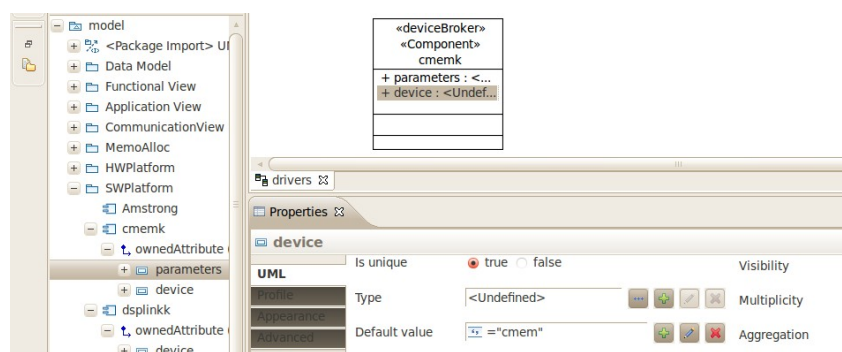 model
<Package Import> UI
Data Model
Functional View
Application View
CommunicationView
MemoAlloc
HWPlatform
SWPlatform
Amstrong
cmemk
ownedAttribute (
parameters
device
dsplinkk
ownedAttribute (
device
«deviceBroker»
«Component»
cmemk
+ parameters : <...
+ device : <Undef...
drivers
Properties
device
UML
Profile
Appearance
Advanced
Is unique true false Visibility
Type <Undefined> Multiplicity
Default value ="cmem" Aggregation